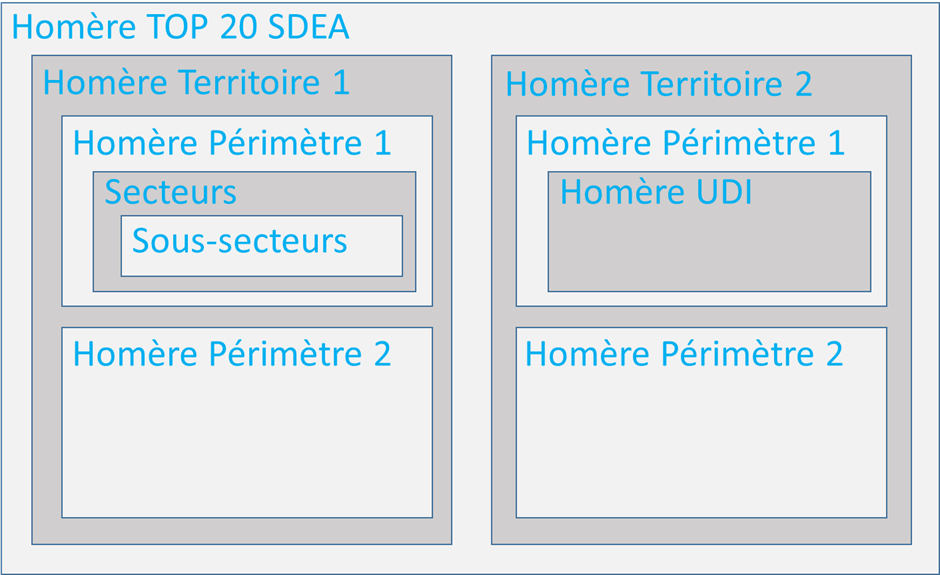 Homère TOP 20 SDEA
Homère Territoire 1
Homère Périmètre 1
Secteurs
Sous-secteurs
Homère Périmètre 2
Homère Territoire 2
Homère Périmètre 1
Homère UDI
Homère Périmètre 2